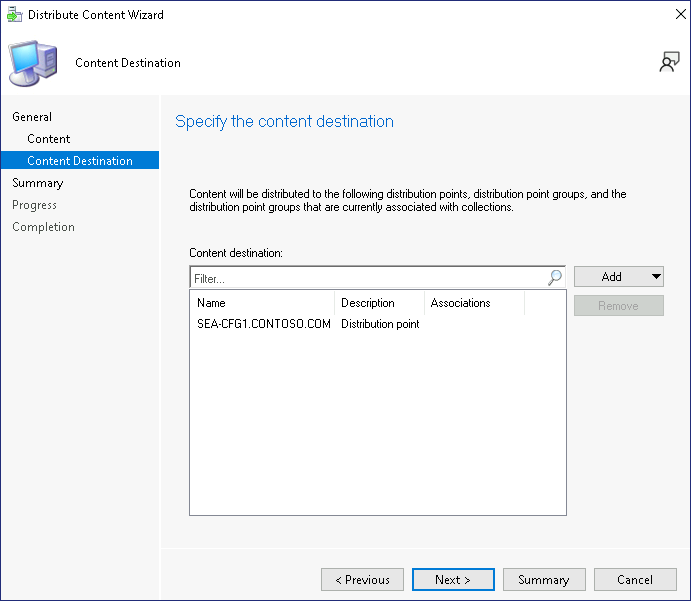 Distribute Content Wizard
Content Destination
General
Content
Content Destination
Summary
Progress
Completion
Specify the content destination
Content will be distributed to the following distribution points, distribution point groups, and the
distribution point groups that are currently associated with collections.
Content destination:
Filter...
Add
Remove
Name Description Associations
SEA-CFG1.CONTOSO.COM Distribution point
< Previous Next > Summary Cancel